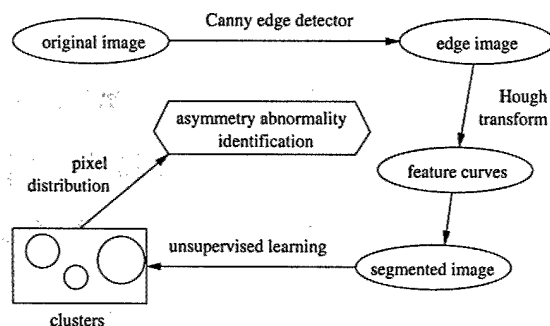 Canny edge detector
original image
edge image
Hough
transform
asymmetry abnormality
identification
pixel
distribution
feature curves
unsupervised learning
segmented image
clusters